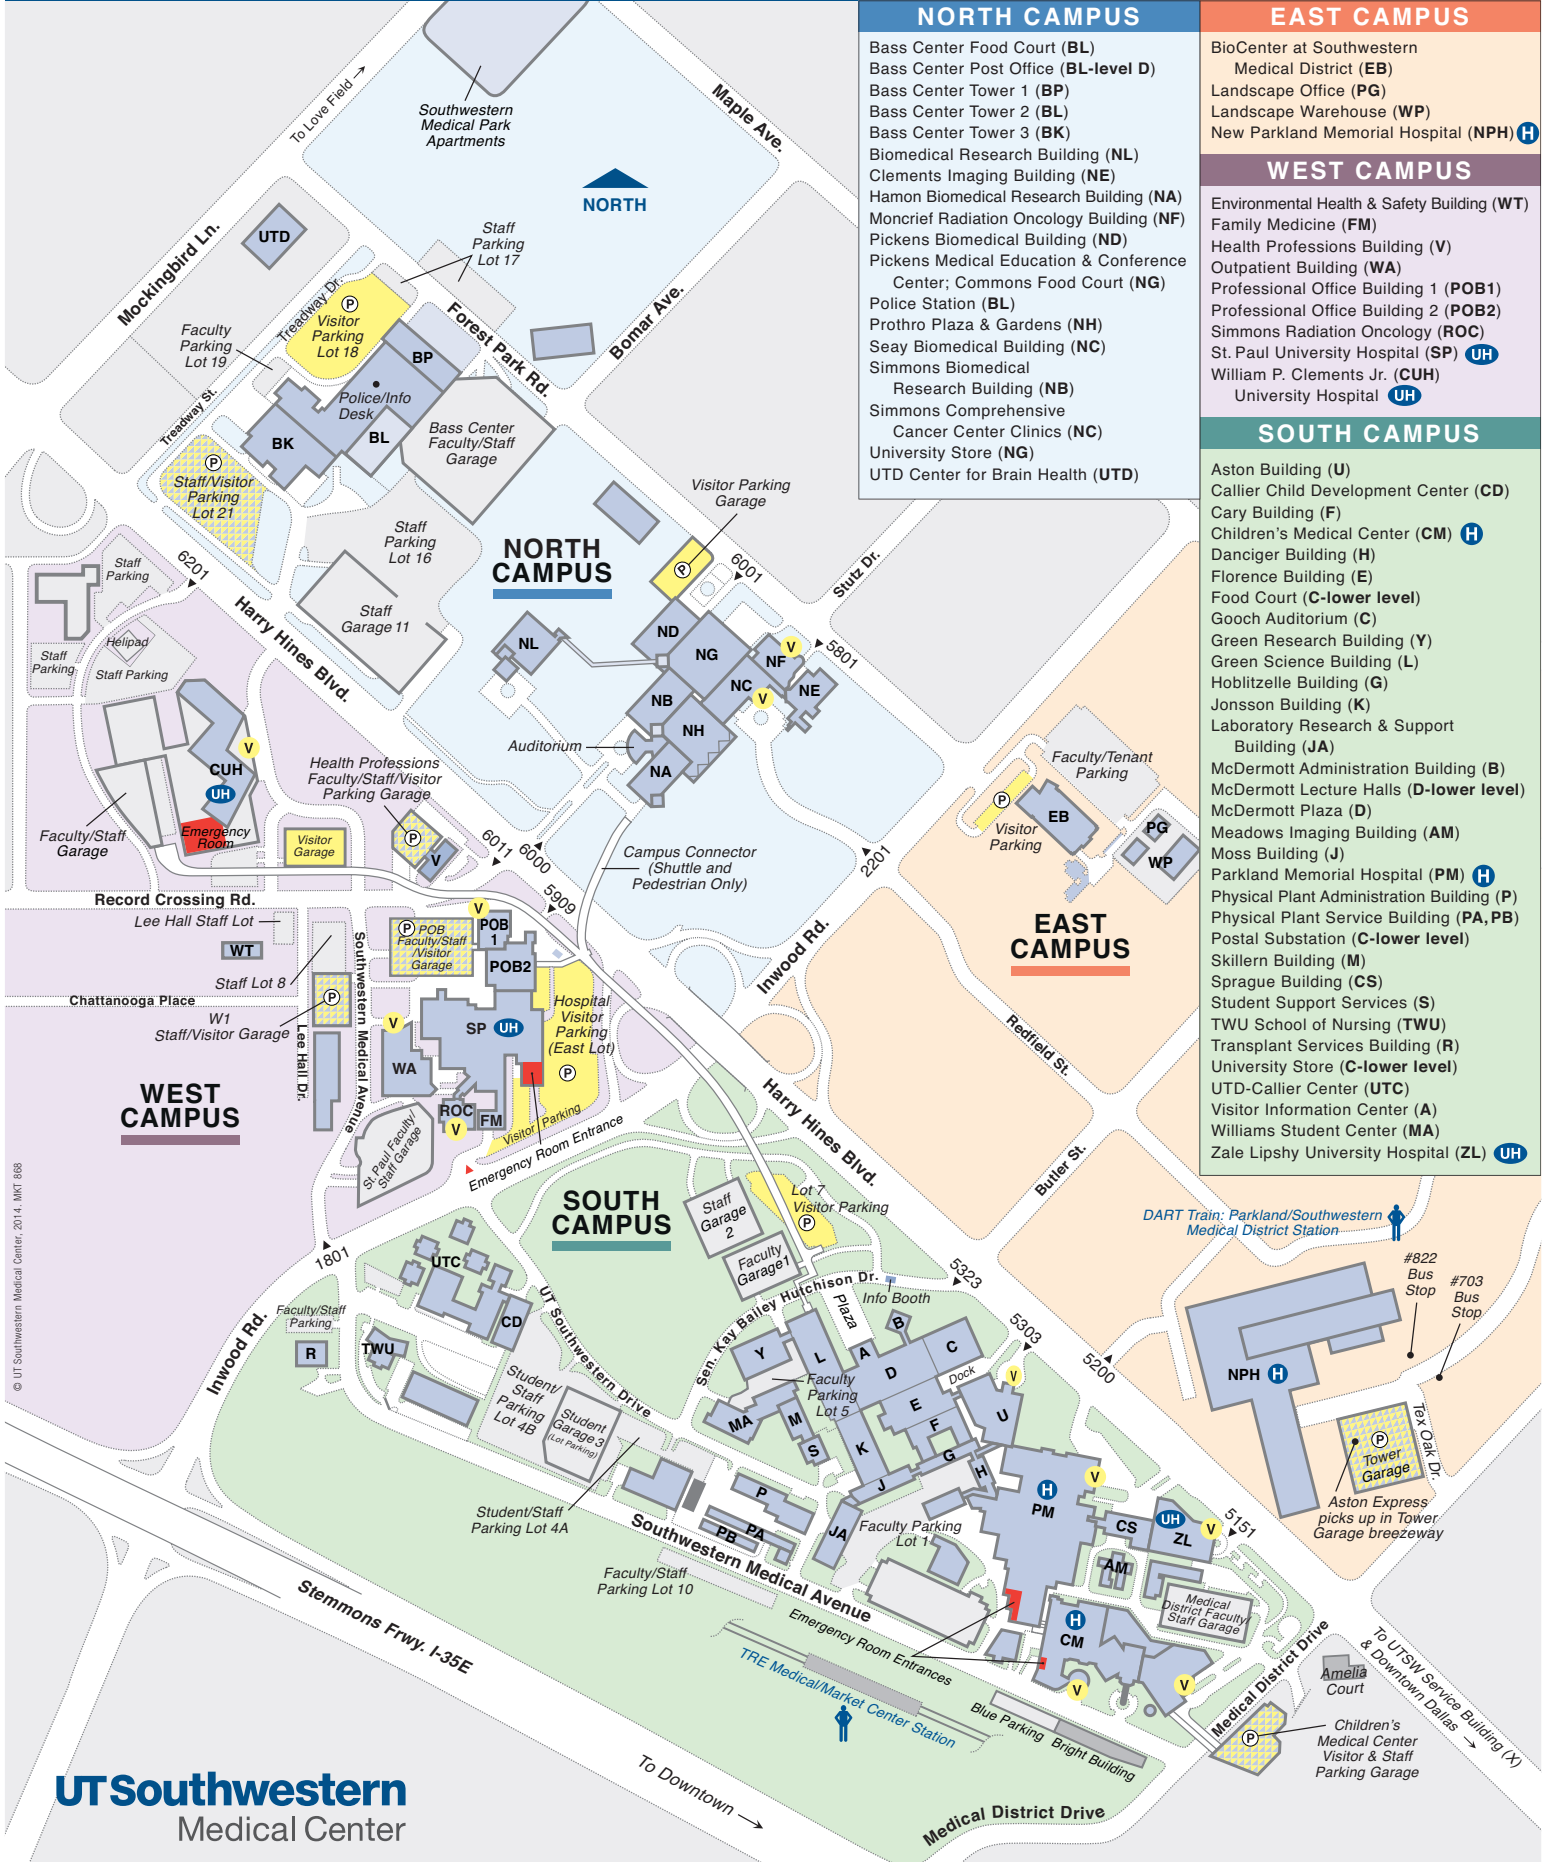 NORTH CAMPUS
Bass Center Food Court (BL)
Bass Center Post Office (BL-level D)
Bass Center Tower 1 (BP)
Bass Center Tower 2 (BL)
Bass Center Tower 3 (BK)
Biomedical Research Building (NL)
Clements Imaging Building (NE)
Hamon Biomedical Research Building (NA)
Moncrief Radiation Oncology Building (NF)
Pickens Biomedical Building (ND)
Pickens Medical Education & Conference
Center; Commons Food Court (NG)
Police Station (BL)
Prothro Plaza & Gardens (NH)
Seay Biomedical Building (NC)
Simmons Biomedical
Research Building (NB)
Simmons Comprehensive
Cancer Center Clinics (NC)
University Store (NG)
UTD Center for Brain Health (UTD)
EAST CAMPUS
BioCenter at Southwestern
Medical District (EB)
Landscape Office (PG)
Landscape Warehouse (WP)
New Parkland Memorial Hospital (NPH) H
WEST CAMPUS
Environmental Health & Safety Building (WT)
Family Medicine (FM)
Health Professions Building (V)
Outpatient Building (WA)
Professional Office Building 1 (POB1)
Professional Office Building 2 (POB2)
Simmons Radiation Oncology (ROC)
St. Paul University Hospital (SP) UH
William P. Clements Jr. (CUH)
University Hospital UH
SOUTH CAMPUS
Aston Building (U)
Callier Child Development Center (CD)
Cary Building (F)
Children's Medical Center (CM) H
Danciger Building (H)
Florence Building (E)
Food Court (C-lower level)
Gooch Auditorium (C)
Green Research Building (Y)
Green Science Building (L)
Hoblitzelle Building (G)
Jonsson Building (K)
Laboratory Research & Support
Building (JA)
McDermott Administration Building (B)
McDermott Lecture Halls (D-lower level)
McDermott Plaza (D)
Meadows Imaging Building (AM)
Moss Building (J)
Parkland Memorial Hospital (PM) H
Physical Plant Administration Building (P)
Physical Plant Service Building (PA, PB)
Postal Substation (C-lower level)
Skillern Building (M)
Sprague Building (CS)
Student Support Services (S)
TWU School of Nursing (TWU)
Transplant Services Building (R)
University Store (C-lower level)
UTD-Callier Center (UTC)
Visitor Information Center (A)
Williams Student Center (MA)
Zale Lipshy University Hospital (ZL) UH
To Love Field
Southwestern
Medical Park
Apartments
Maple Ave.
NORTH
Mockingbird Ln.
UTD
Staff
Parking
Lot 17
Treadway Dr.
P
Visitor
Parking
Lot 18
Forest Park Rd.
Bomar Ave.
Faculty
Parking
Lot 19
BP
Police/Info
Desk
Treadway St.
BK
BL
Bass Center
Faculty/Staff
Garage
P
Staff/Visitor
Parking
Lot 21
Visitor Parking
Garage
Staff
Parking
Lot 16
NORTH
CAMPUS
P
6001
Stutz Dr.
6201
Staff
Parking
Harry Hines Blvd.
Staff
Garage 11
Helipad
Staff
Parking
Staff Parking
NL
ND
NG
NF
V
5801
NC
V
NE
NB
NH
Auditorium
NA
V
CUH
UH
Emergency
Room
Faculty/Staff
Garage
Visitor
Garage
Health Professions
Faculty/Staff/Visitor
Parking Garage
P
V
6011
6000
5909
Campus Connector
(Shuttle and
Pedestrian Only)
2201
Faculty/Tenant
Parking
P
Visitor
Parking
EB
PG
WP
EAST
CAMPUS
Record Crossing Rd.
Lee Hall Staff Lot
WT
Staff Lot 8
Chattanooga Place
W1
Staff/Visitor Garage
P
Lee Hall Dr.
Southwestern Medical Avenue
P POB
Faculty/Staff
/Visitor
Garage
V
POB
1
POB2
Hospital
Visitor
Parking
(East Lot)
P
V
SP UH
WA
ROC
V
FM
Visitor Parking
Emergency Room Entrance
St. Paul Faculty/
Staff Garage
WEST
CAMPUS
Inwood Rd.
Redfield St.
Harry Hines Blvd.
Butler St.
© UT Southwestern Medical Center, 2014. MKT 868
SOUTH
CAMPUS
Staff
Garage
2
Faculty
Garage1
Lot 7
Visitor Parking
P
DART Train: Parkland/Southwestern
Medical District Station
1801
Inwood Rd.
UTC
CD
Faculty/Staff
Parking
R
TWU
UT Southwestern Drive
Sen. Kay Bailey Hutchison Dr.
Plaza
Info Booth
5323
5303
5200
#822
Bus
Stop
#703
Bus
Stop
B
C
A
D
L
Y
Dock
V
Faculty
Parking
Lot 5
E
F
U
MA
M
S
K
G
H
J
NPH H
Tex Oak Dr.
P
Tower
Garage
Aston Express
picks up in Tower
Garage breezeway
Student/
Staff
Parking
Lot 4B
Student
Garage 3
(Lot Parking)
Student/Staff
Parking Lot 4A
P
PA
PB
JA
Faculty Parking
Lot 1
H
PM
V
CS
UH
ZL
V
5151
AM
Medical
District Faculty/
Staff Garage
Southwestern Medical Avenue
Faculty/Staff
Parking Lot 10
Emergency Room Entrances
H
CM
V
V
Stemmons Frwy. I-35E
TRE Medical/Market Center Station
Blue Parking
Bright Building
Medical District Drive
To UTSW Service Building (X)
& Downtown Dallas
Amelia
Court
P
Children's
Medical Center
Visitor & Staff
Parking Garage
To Downtown
Medical District Drive
UT Southwestern
Medical Center